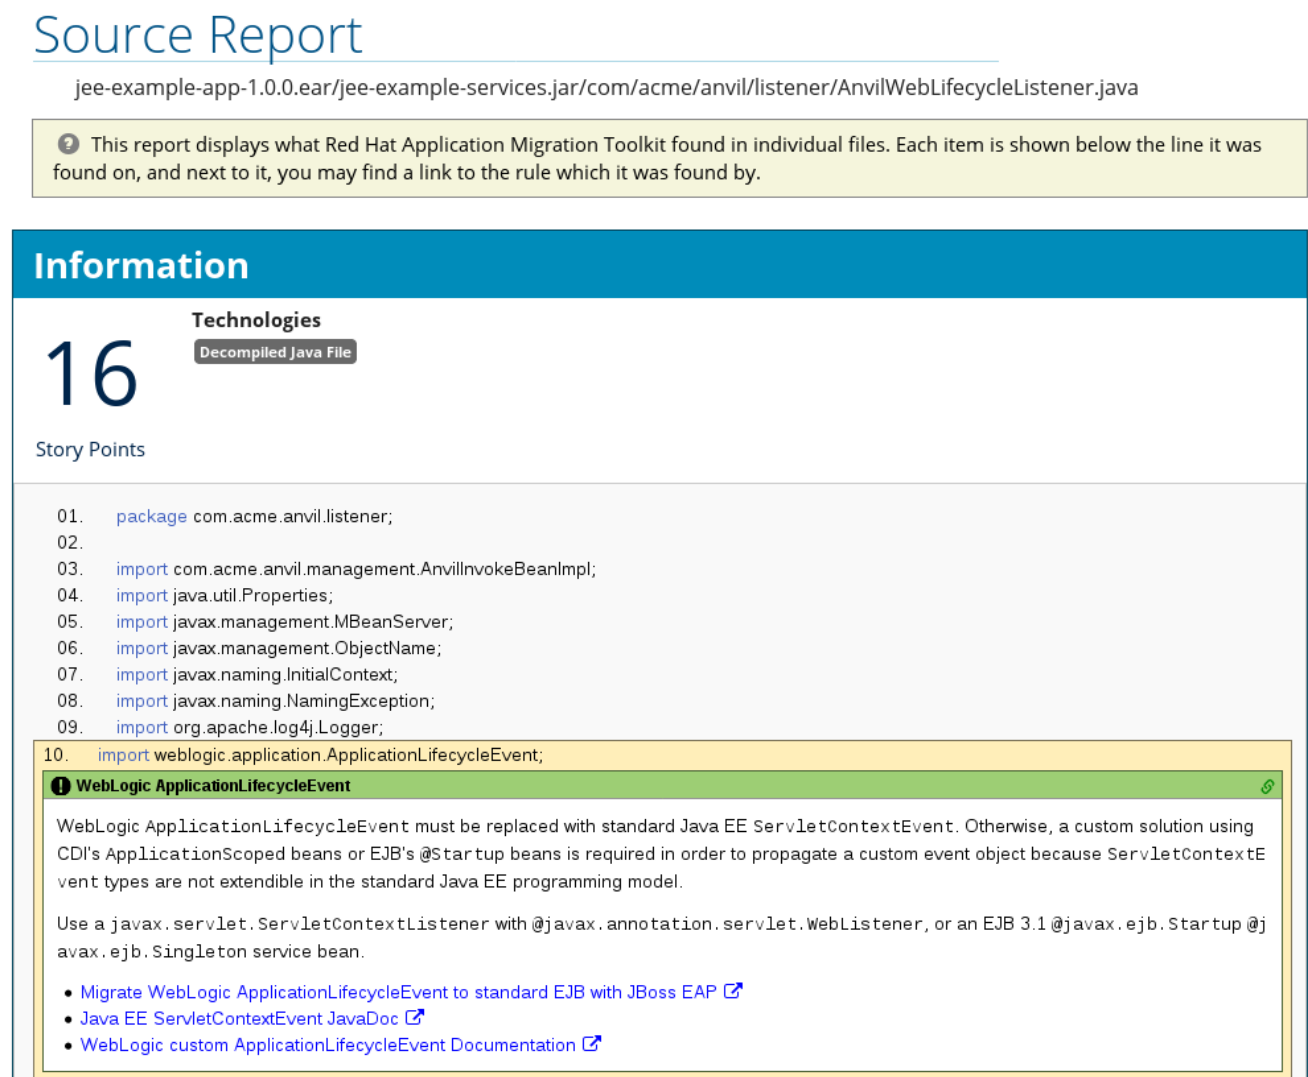 Source Report
jee-example-app-1.0.0.ear/jee-example-services.jar/com/acme/anvil/listener/AnvilWebLifecycleListener.java
This report displays what Red Hat Application Migration Toolkit found in individual files. Each item is shown below the line it was
found on, and next to it, you may find a link to the rule which it was found by.
Information
16
Story Points
Technologies
Decompiled Java File
01. package com.acme.anvil.listener;
02.
03. import com.acme.anvil.management.AnvilInvokeBeanImpl;
04. import java.util.Properties;
05. import javax.management.MBeanServer;
06. import javax.management.ObjectName;
07. import javax.naming.InitialContext;
08. import javax.naming.NamingException;
09. import org.apache.log4j.Logger;
10. import weblogic.application.ApplicationLifecycleEvent;
WebLogic ApplicationLifecycleEvent
WebLogic ApplicationLifecycleEvent must be replaced with standard Java EE ServletContextEvent. Otherwise, a custom solution using
CDI's ApplicationScoped beans or EJB's @Startup beans is required in order to propagate a custom event object because ServletContextE
vent types are not extendible in the standard Java EE programming model.
Use a javax.servlet.ServletContextListener with @javax.annotation.servlet.WebListener, or an EJB 3.1 @javax.ejb.Startup @j
avax.ejb.Singleton service bean.
• Migrate WebLogic ApplicationLifecycleEvent to standard EJB with JBoss EAP
• Java EE ServletContextEvent JavaDoc
• WebLogic custom ApplicationLifecycleEvent Documentation